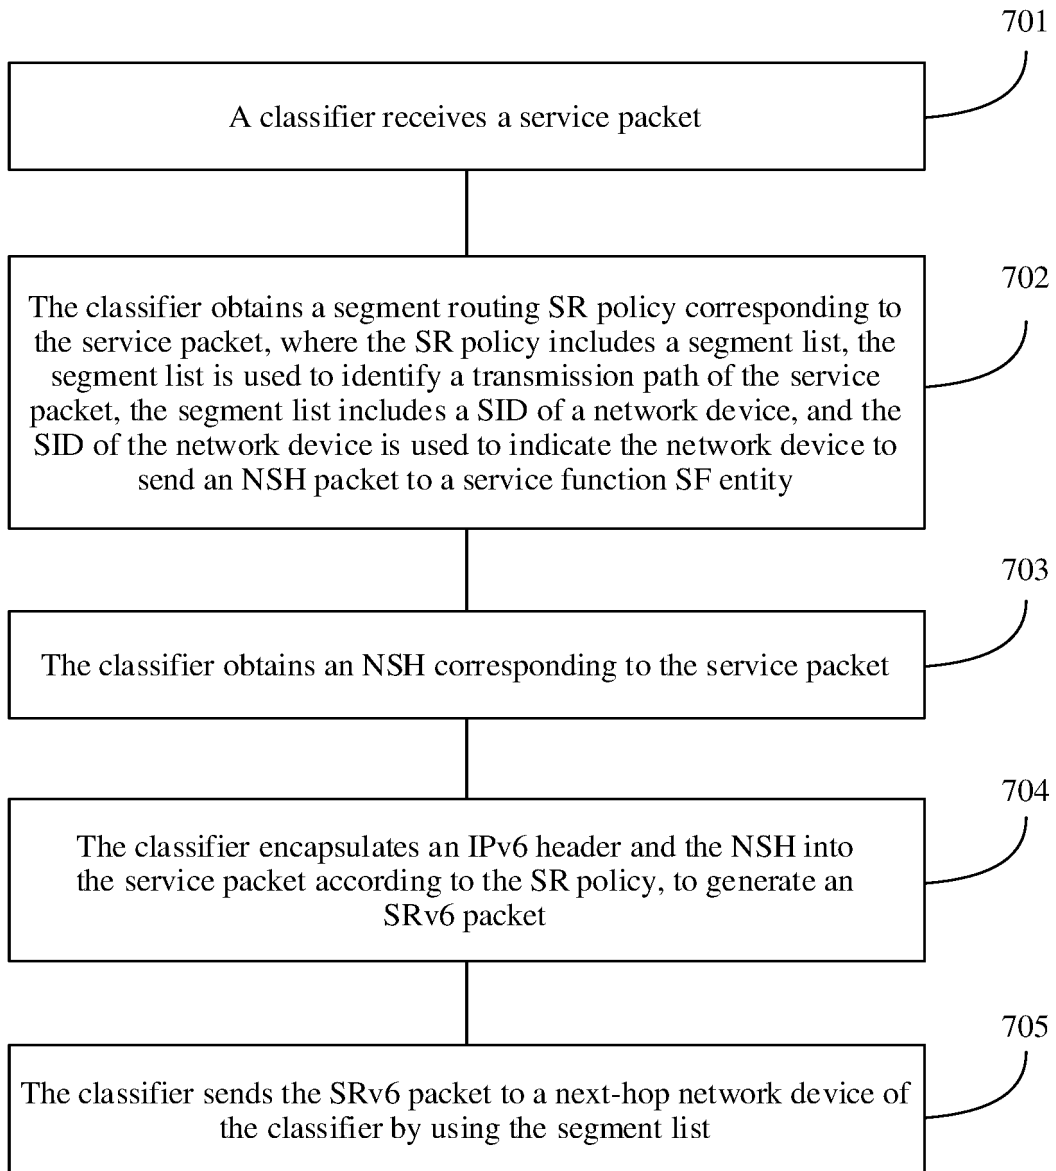 701
A classifier receives a service packet
702
The classifier obtains a segment routing SR policy corresponding to
the service packet, where the SR policy includes a segment list, the
segment list is used to identify a transmission path of the service
packet, the segment list includes a SID of a network device, and the
SID of the network device is used to indicate the network device to
send an NSH packet to a service function SF entity
703
The classifier obtains an NSH corresponding to the service packet
704
The classifier encapsulates an IPv6 header and the NSH into
the service packet according to the SR policy, to generate an
SRv6 packet
705
The classifier sends the SRv6 packet to a next-hop network device of
the classifier by using the segment list